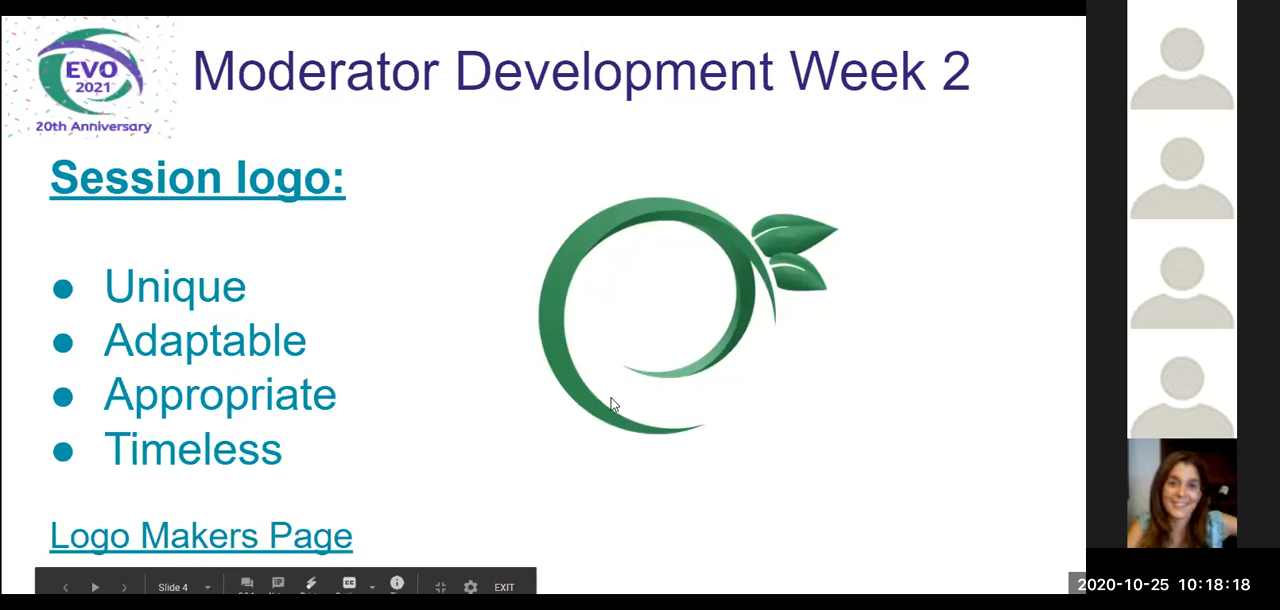 EVO
2021
20th Anniversary
Moderator Development Week 2
Session logo:
Unique
Adaptable
Appropriate
Timeless
Logo Makers Page
Slide 4
EXIT
2020-10-25 10:18:18